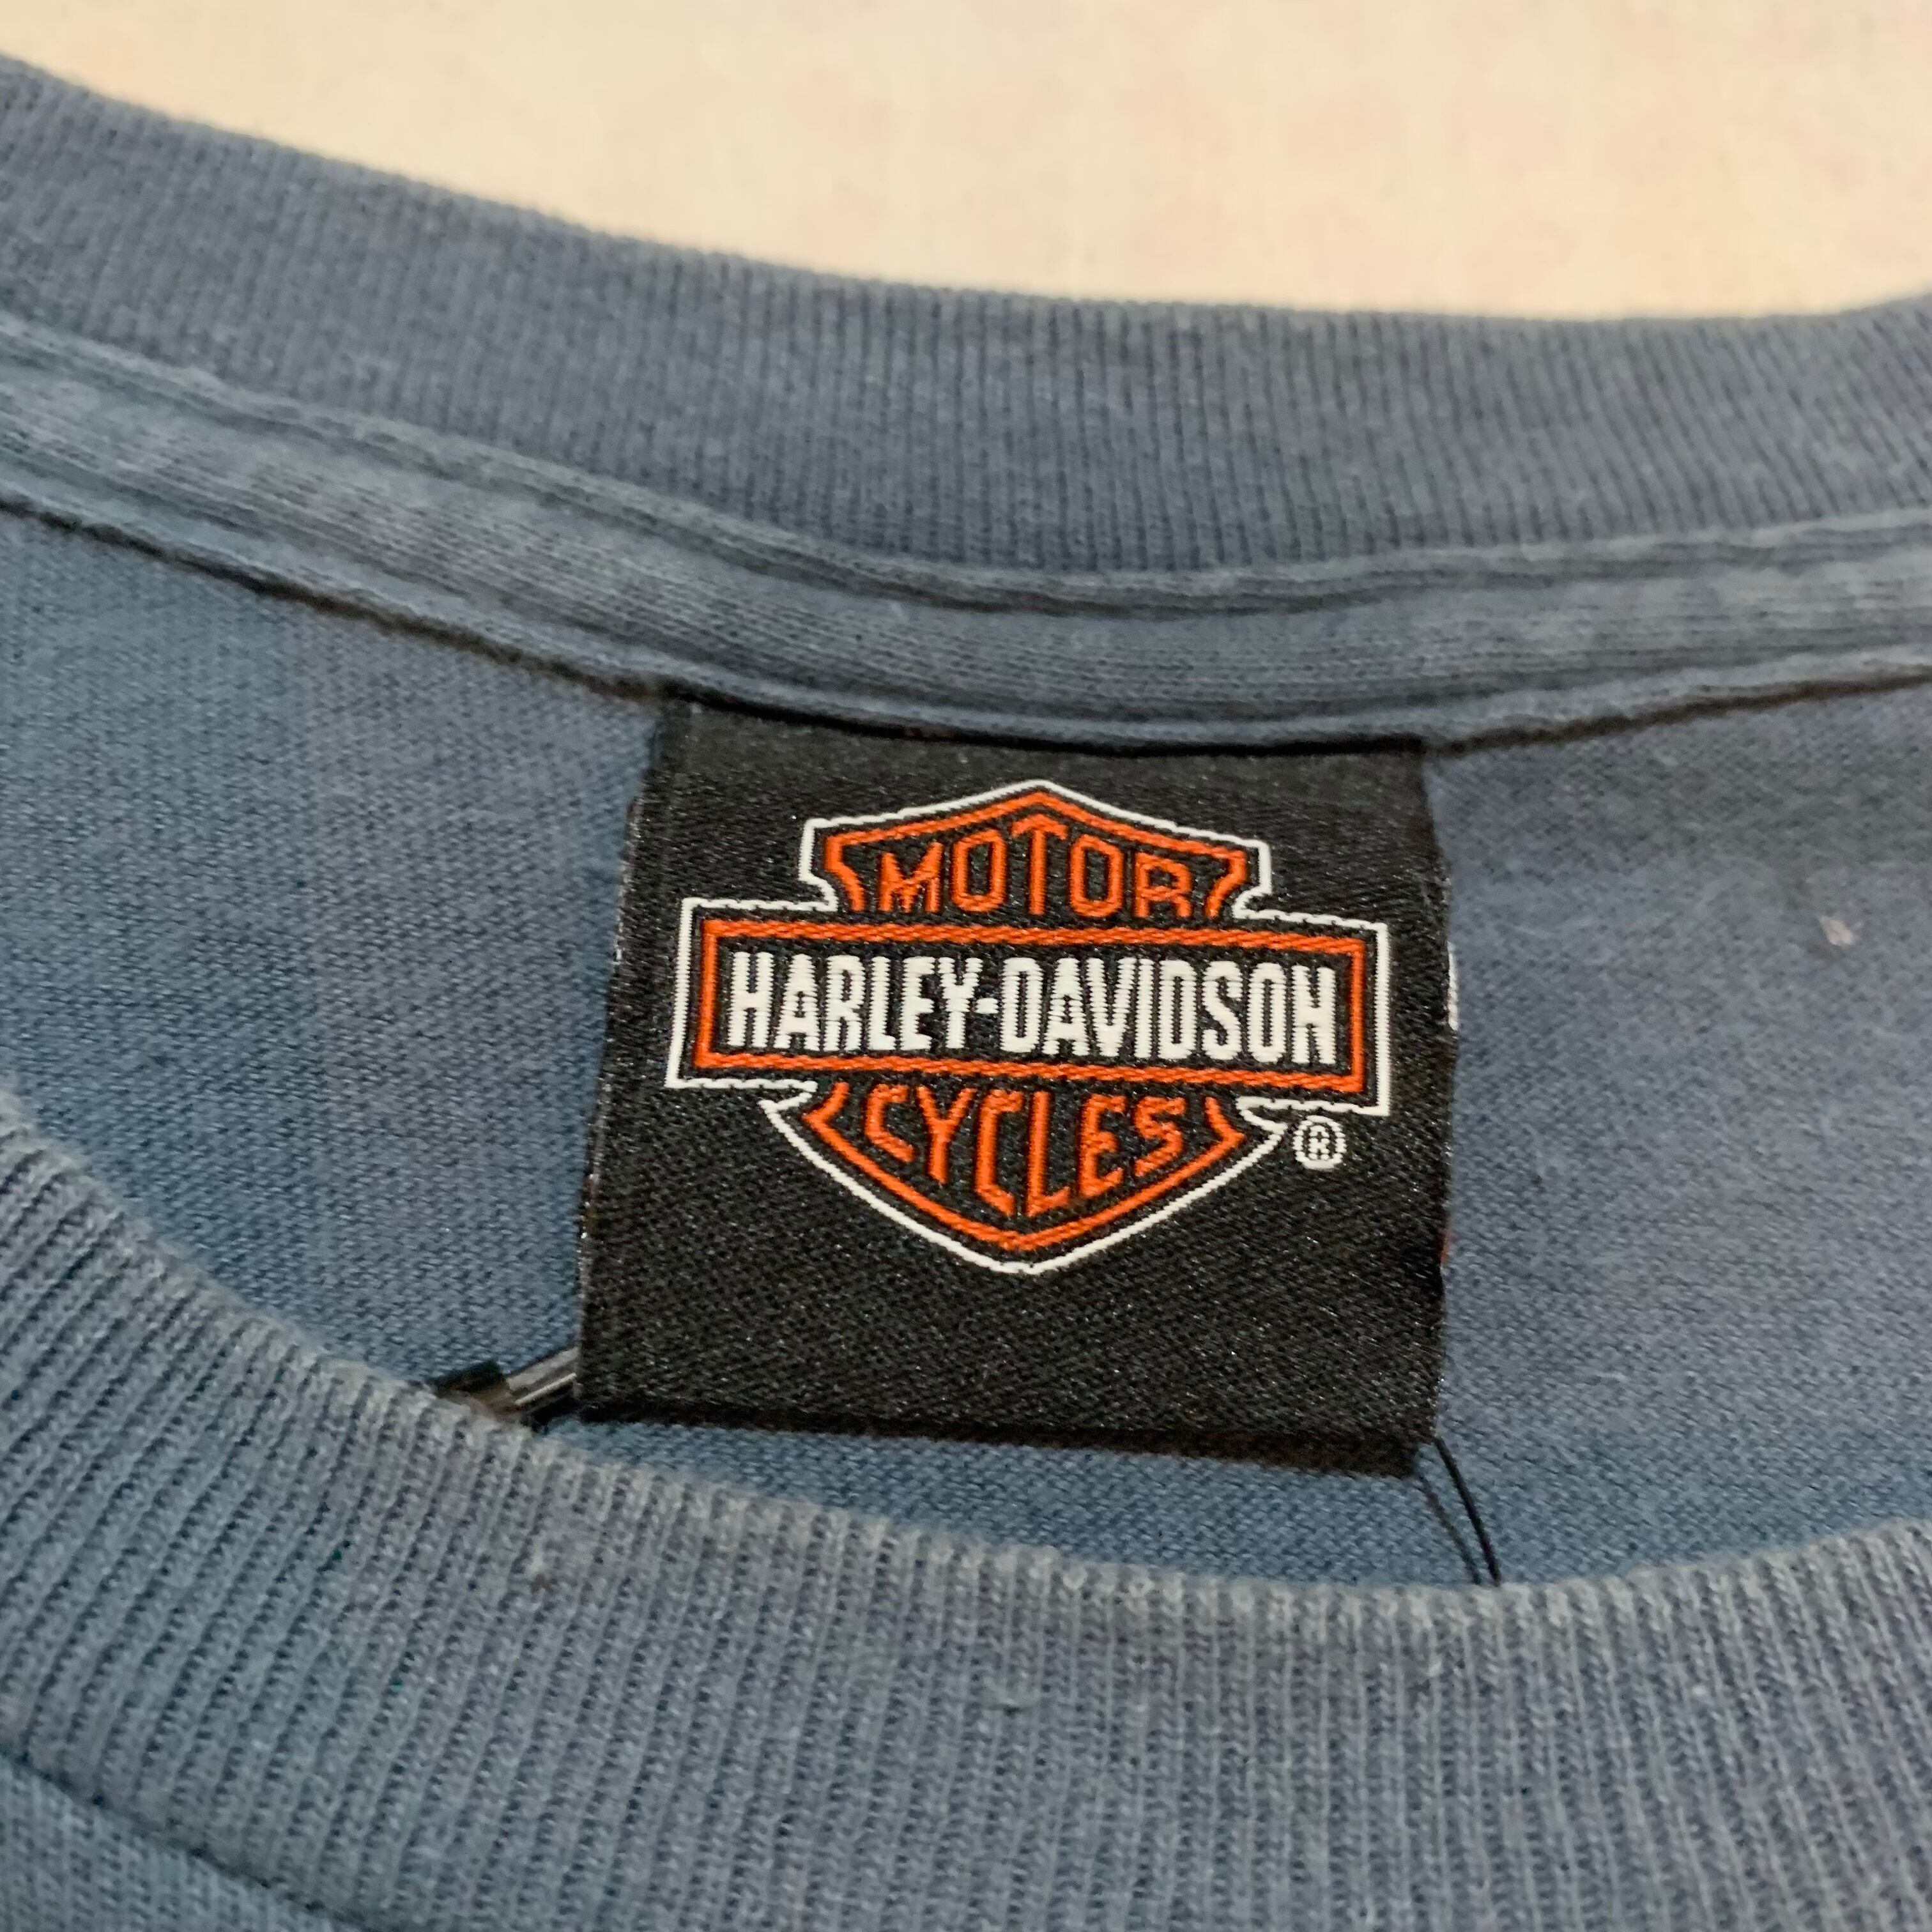 MOTOR
HARLEY-DAVIDSON
CYCLES
®